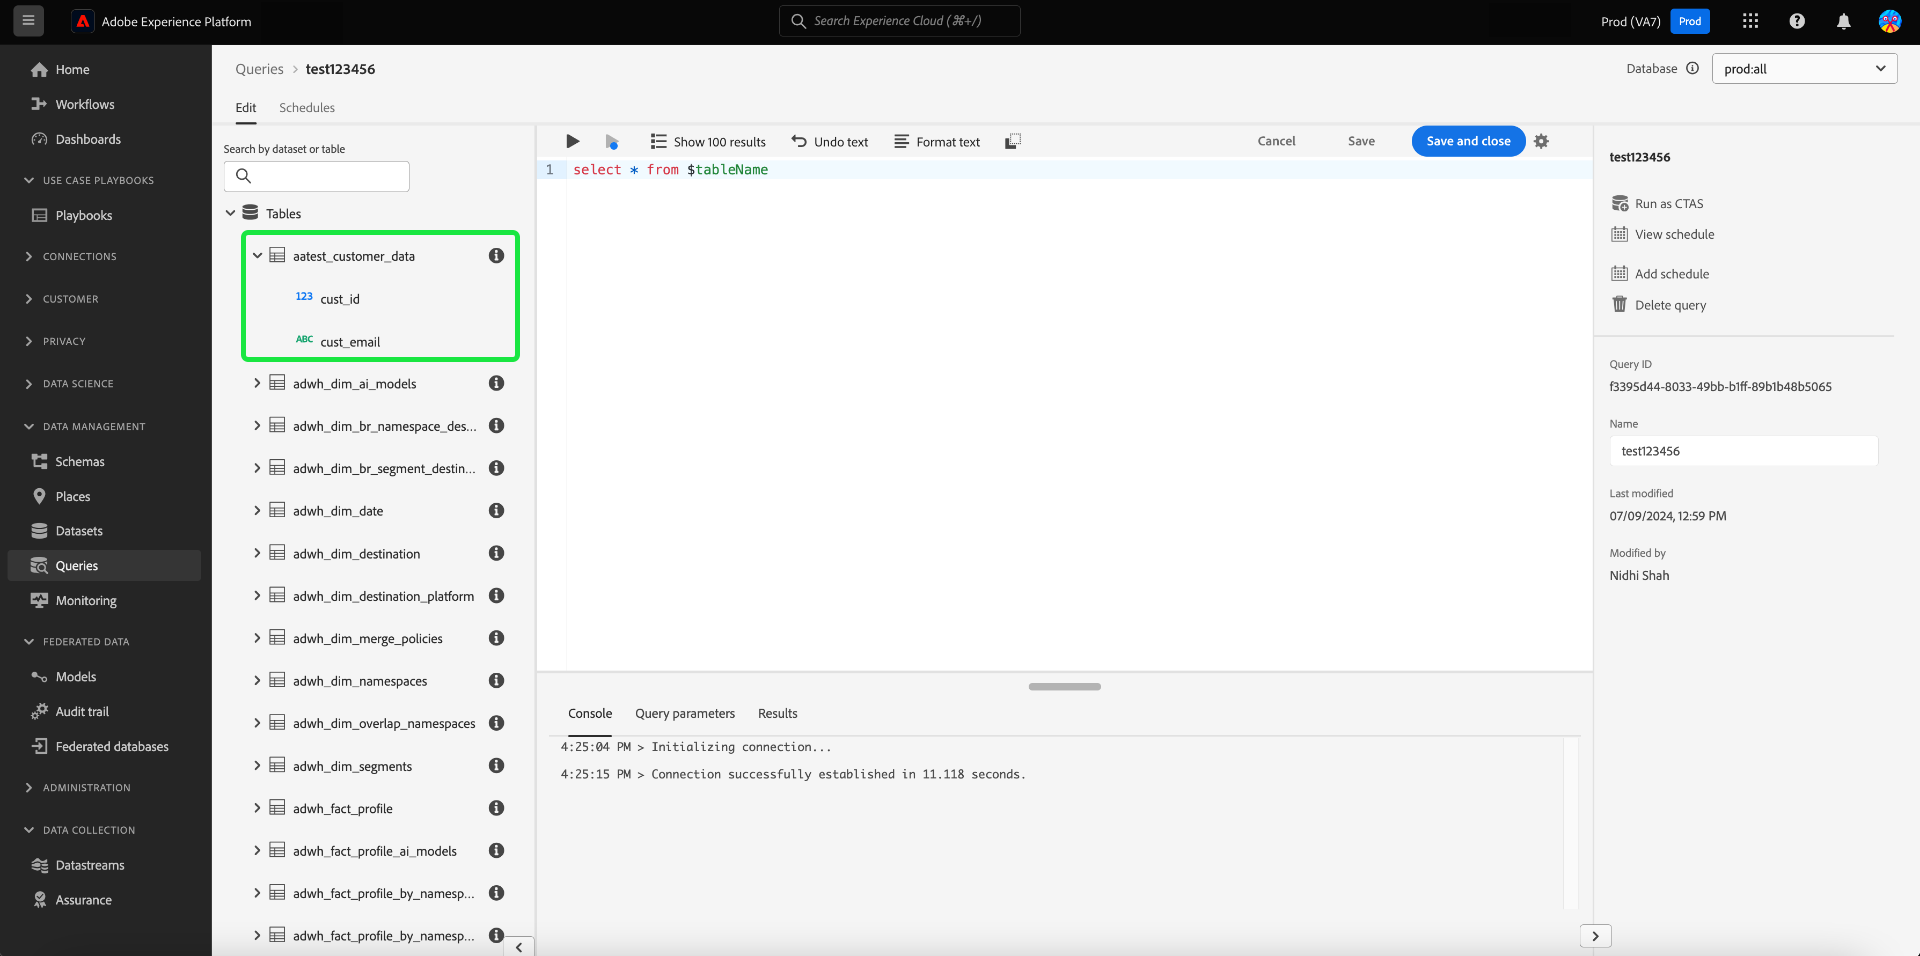 Adobe Experience Platform
Search Experience Cloud (⌘+/)
Prod (VA7)
Prod
Home
Workflows
Dashboards
USE CASE PLAYBOOKS
Playbooks
CONNECTIONS
CUSTOMER
PRIVACY
DATA SCIENCE
DATA MANAGEMENT
Schemas
Places
Datasets
Queries
Monitoring
FEDERATED DATA
Models
Audit trail
Federated databases
ADMINISTRATION
DATA COLLECTION
Datastreams
Assurance
Queries > test123456
Database
prod:all
Edit
Schedules
Search by dataset or table
Tables
aatest_customer_data
123 cust_id
ABC cust_email
adwh_dim_ai_models
adwh_dim_br_namespace_des...
adwh_dim_br_segment_destin...
adwh_dim_date
adwh_dim_destination
adwh_dim_destination_platform
adwh_dim_merge_policies
adwh_dim_namespaces
adwh_dim_overlap_namespaces
adwh_dim_segments
adwh_fact_profile
adwh_fact_profile_ai_models
adwh_fact_profile_by_namesp...
adwh_fact_profile_by_namesp...
Show 100 results
Undo text
Format text
Cancel
Save
Save and close
1 select * from $tableName
Console
Query parameters
Results
4:25:04 PM > Initializing connection...
4:25:15 PM > Connection successfully established in 11.118 seconds.
test123456
Run as CTAS
View schedule
Add schedule
Delete query
Query ID
f3395d44-8033-49bb-b1ff-89b1b48b5065
Name
test123456
Last modified
07/09/2024, 12:59 PM
Modified by
Nidhi Shah